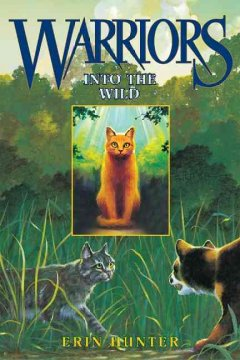 WARRIORS
INTO THE
WILD
ERIN HUNTER